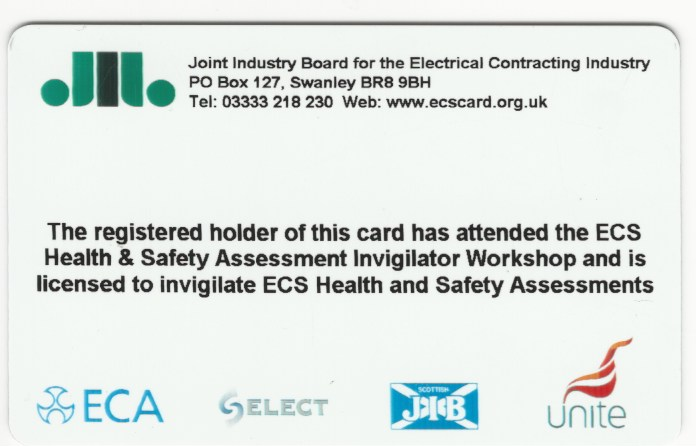 Joint Industry Board for the Electrical Contracting Industry
PO Box 127, Swanley BR8 9BH
Tel: 03333 218 230 Web: www.ecscard.org.uk
The registered holder of this card has attended the ECS
Health & Safety Assessment Invigilator Workshop and is
licensed to invigilate ECS Health and Safety Assessments
ECA
SELECT
SCOTTISH
JIB
unite